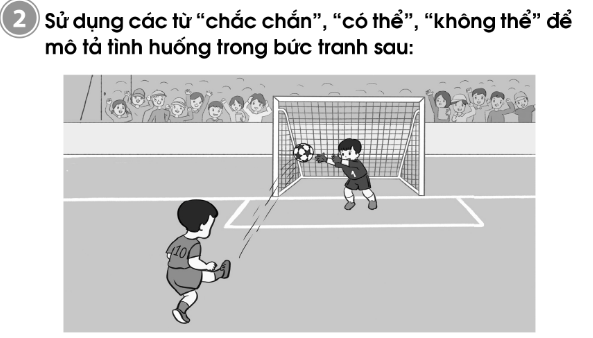 2 Sử dụng các từ “chắc chắn”, “có thể”, “không thể” để
mô tả tình huống trong bức tranh sau:
10